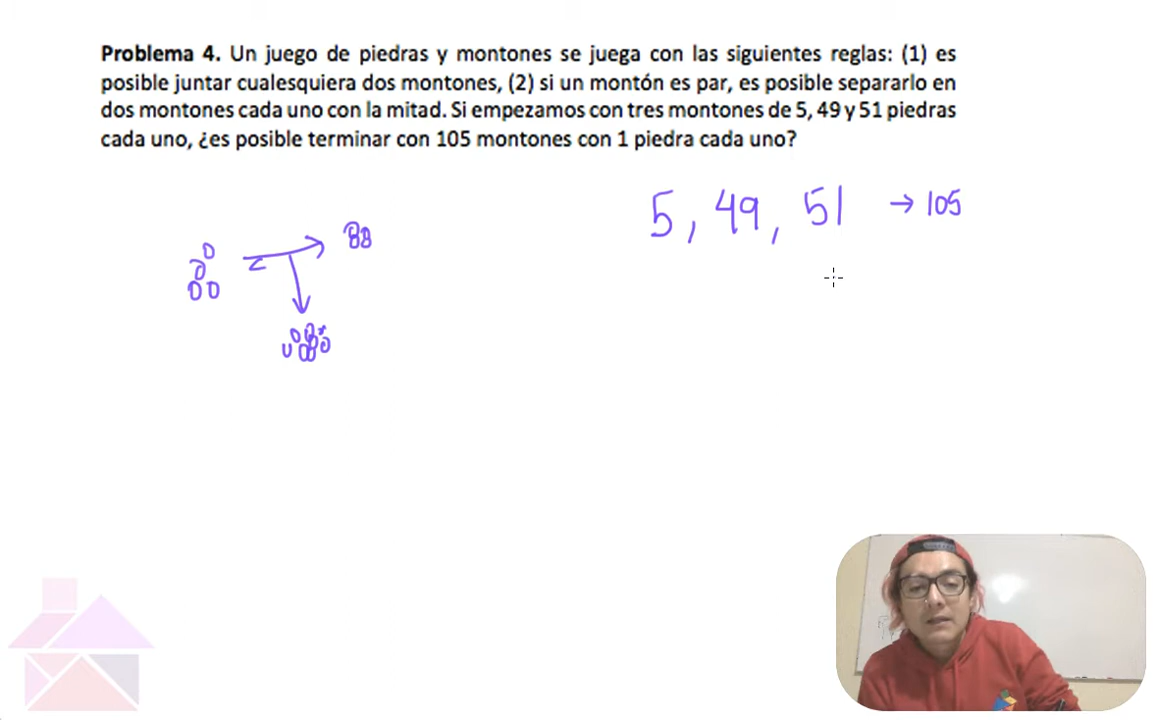 Problema 4. Un juego de piedras y montones se juega con las siguientes reglas: (1) es
posible juntar cualesquiera dos montones, (2) si un montón es par, es posible separarlo en
dos montones cada uno con la mitad. Si empezamos con tres montones de 5, 49 y 51 piedras
cada uno, ¿es posible terminar con 105 montones con 1 piedra cada uno?
5, 49, 51 → 105